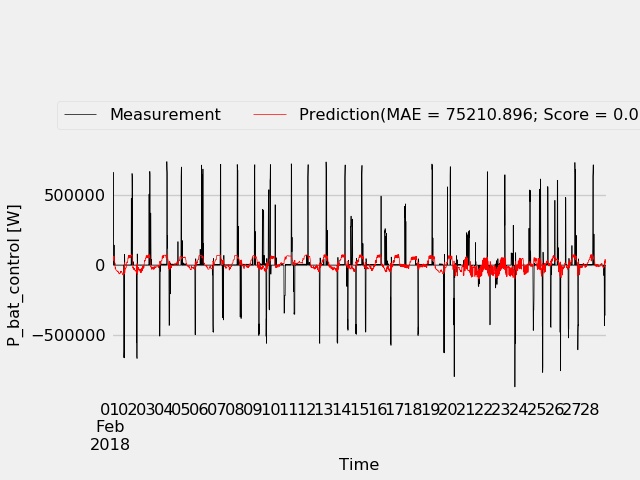 Measurement Prediction(MAE = 75210.896; Score = 0.0
P_bat_control [W]
500000
0
−500000
01020304050607080910111213141516171819202122232425262728
Feb
2018
Time